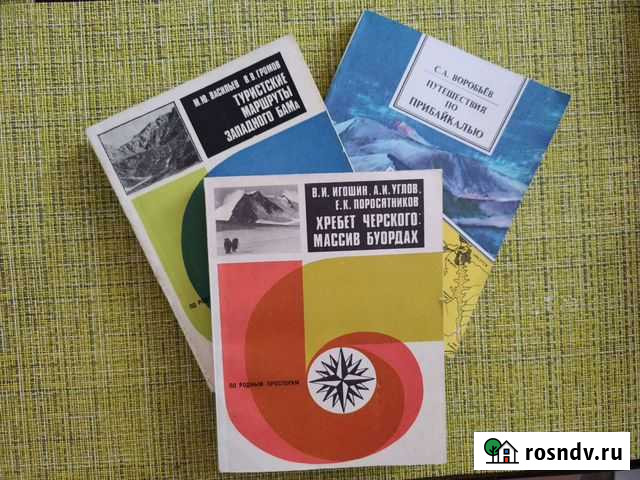 М.Ю. ВАСИЛЬЕВ В.В. ГРОМОВ
ТУРИСТСКИЕ
МАРШРУТЫ
ЗАПАДНОГО БАМа
С.А. ВОРОБЬЁВ
ПУТЕШЕСТВИЯ
ПО
ПРИБАЙКАЛЬЮ
В. И. ИГОШИН, А. И. УГЛОВ,
Е. К. ПОРОСЯТНИКОВ
ХРЕБЕТ ЧЕРСКОГО:
МАССИВ БУОРДАХ
ПО РОДНЫМ ПРОСТОРАМ
rosndv.ru